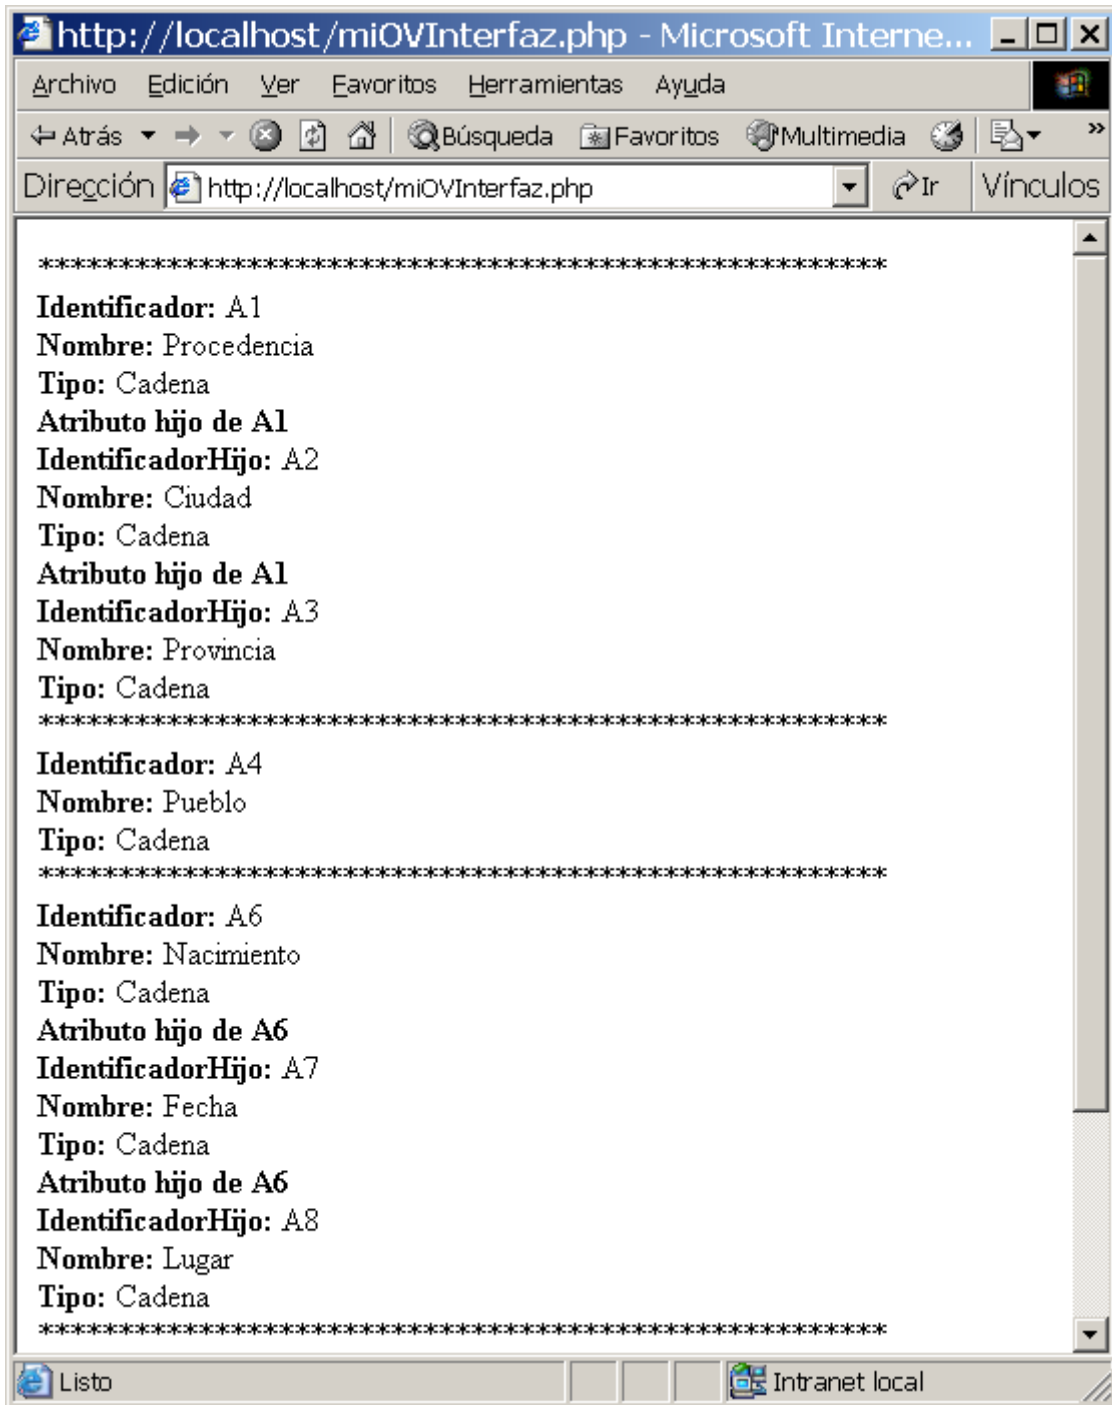 http://localhost/miOVInterfaz.php - Microsoft Interne...
Archivo Edición Ver Favoritos Herramientas Ayuda
Atrás Búsqueda Favoritos Multimedia »
Dirección http://localhost/miOVInterfaz.php Ir Vínculos
*****************************************************
Identificador: A1
Nombre: Procedencia
Tipo: Cadena
Atributo hijo de A1
IdentificadorHijo: A2
Nombre: Ciudad
Tipo: Cadena
Atributo hijo de A1
IdentificadorHijo: A3
Nombre: Provincia
Tipo: Cadena
*****************************************************
Identificador: A4
Nombre: Pueblo
Tipo: Cadena
*****************************************************
Identificador: A6
Nombre: Nacimiento
Tipo: Cadena
Atributo hijo de A6
IdentificadorHijo: A7
Nombre: Fecha
Tipo: Cadena
Atributo hijo de A6
IdentificadorHijo: A8
Nombre: Lugar
Tipo: Cadena
*****************************************************
Listo Intranet local